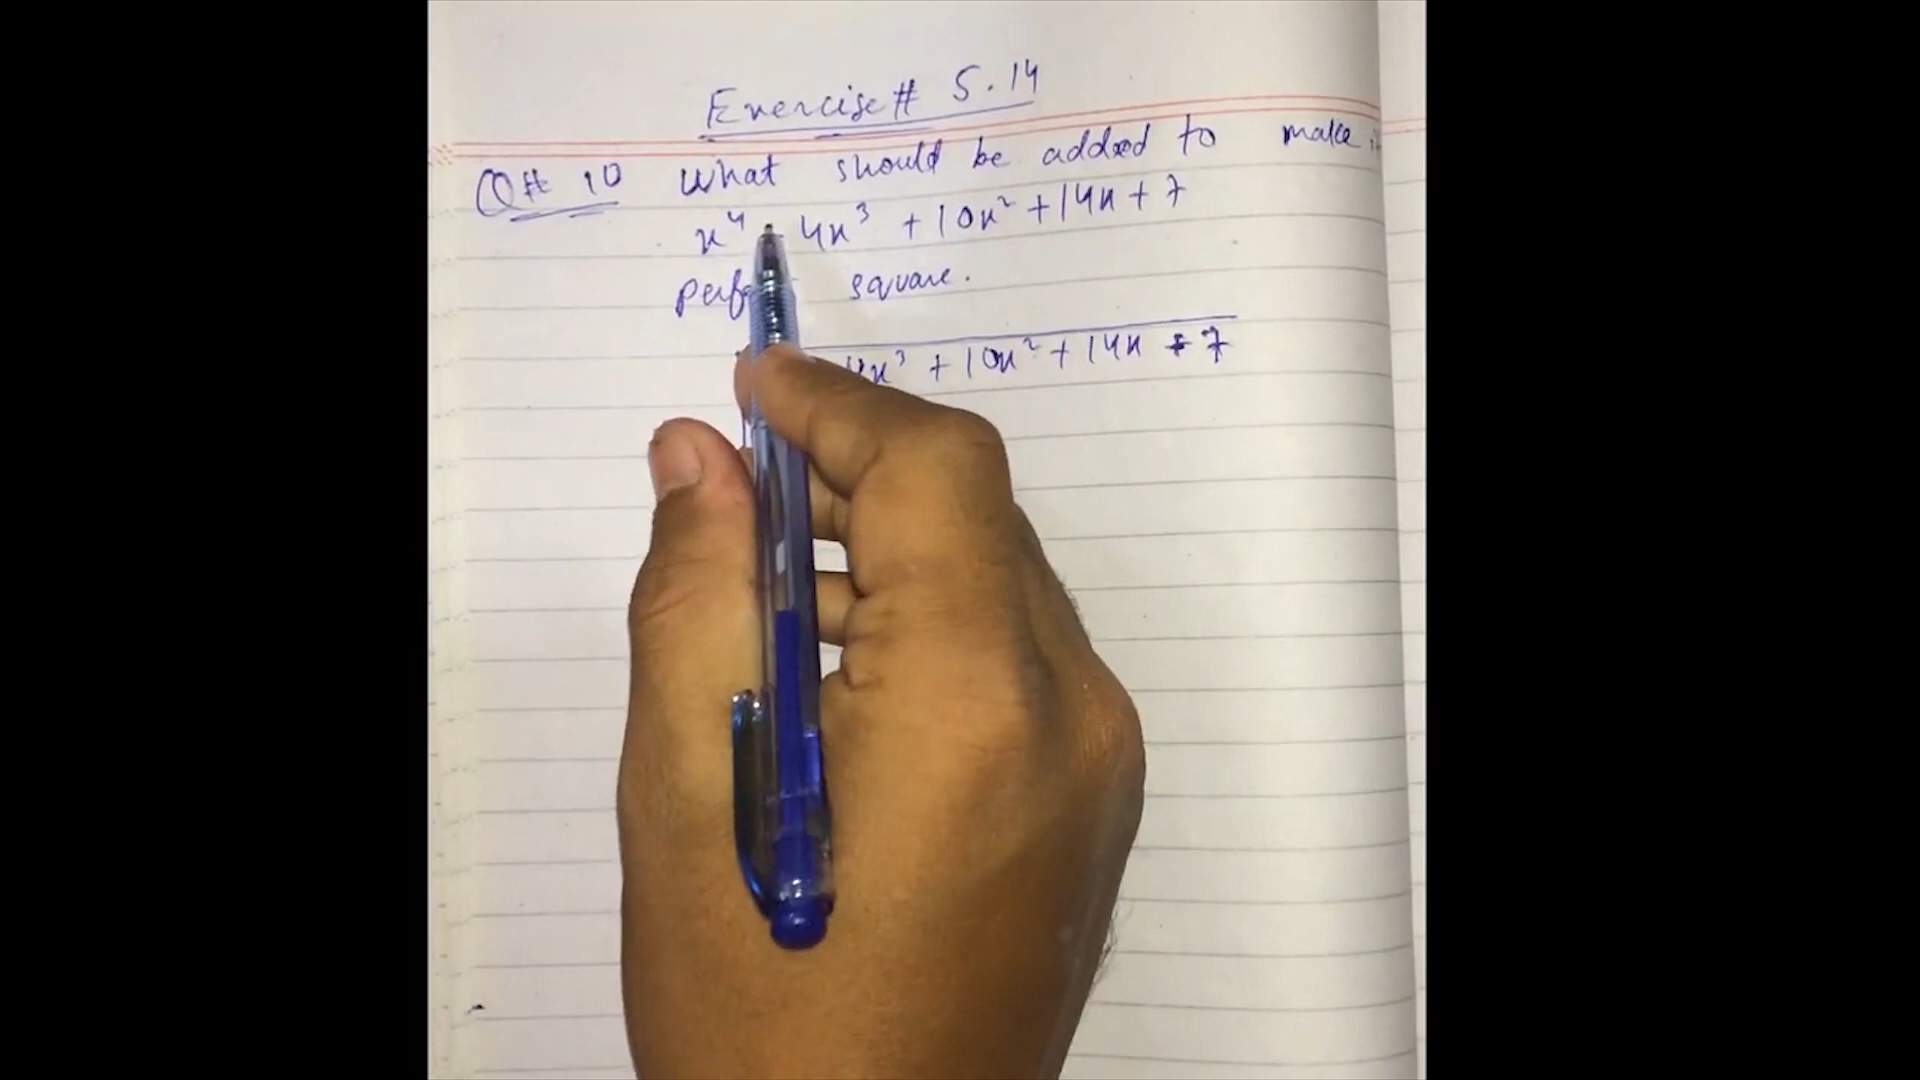 Exercise# 5.14
Q# 10 What should be added to make it
x⁴ 4x³ + 10x² + 14x + 7
square.
4x³ + 10x² + 14x + 7